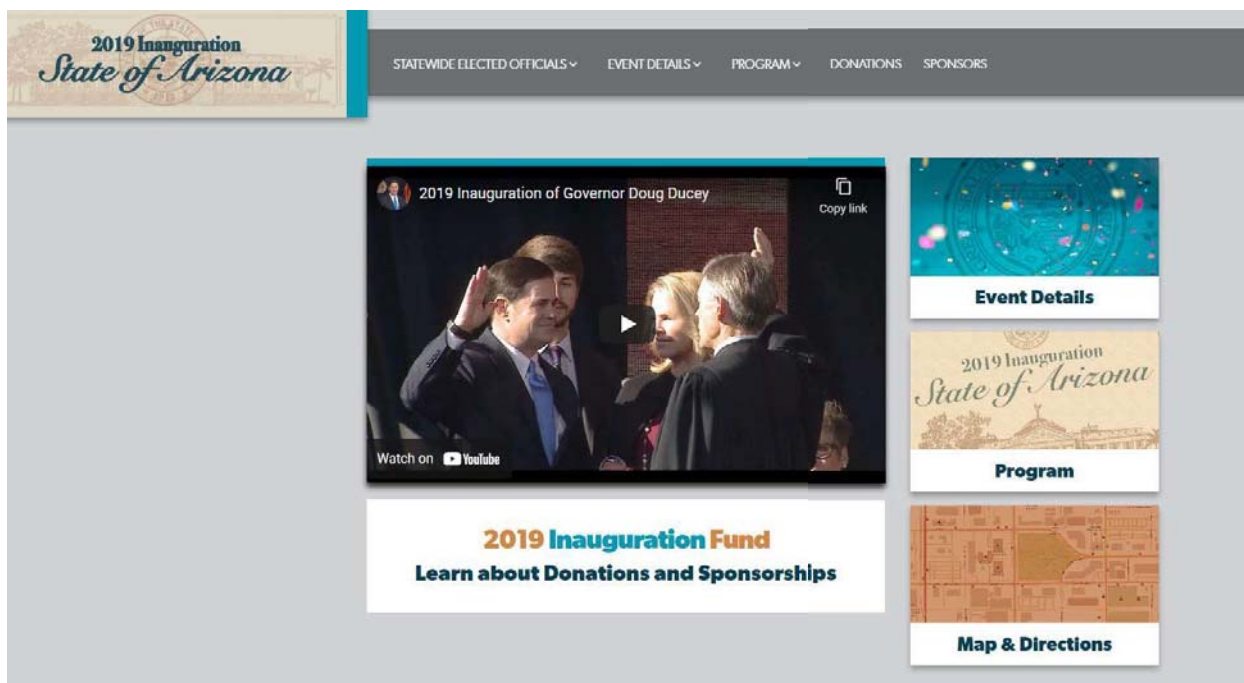 2019 Inauguration
State of Arizona
STATEWIDE ELECTED OFFICIALS
EVENT DETAILS
PROGRAM
DONATIONS
SPONSORS
2019 Inauguration of Governor Doug Ducey
Copy link
Watch on YouTube
2019 Inauguration Fund
Learn about Donations and Sponsorships
Event Details
2019 Inauguration
State of Arizona
Program
Map & Directions